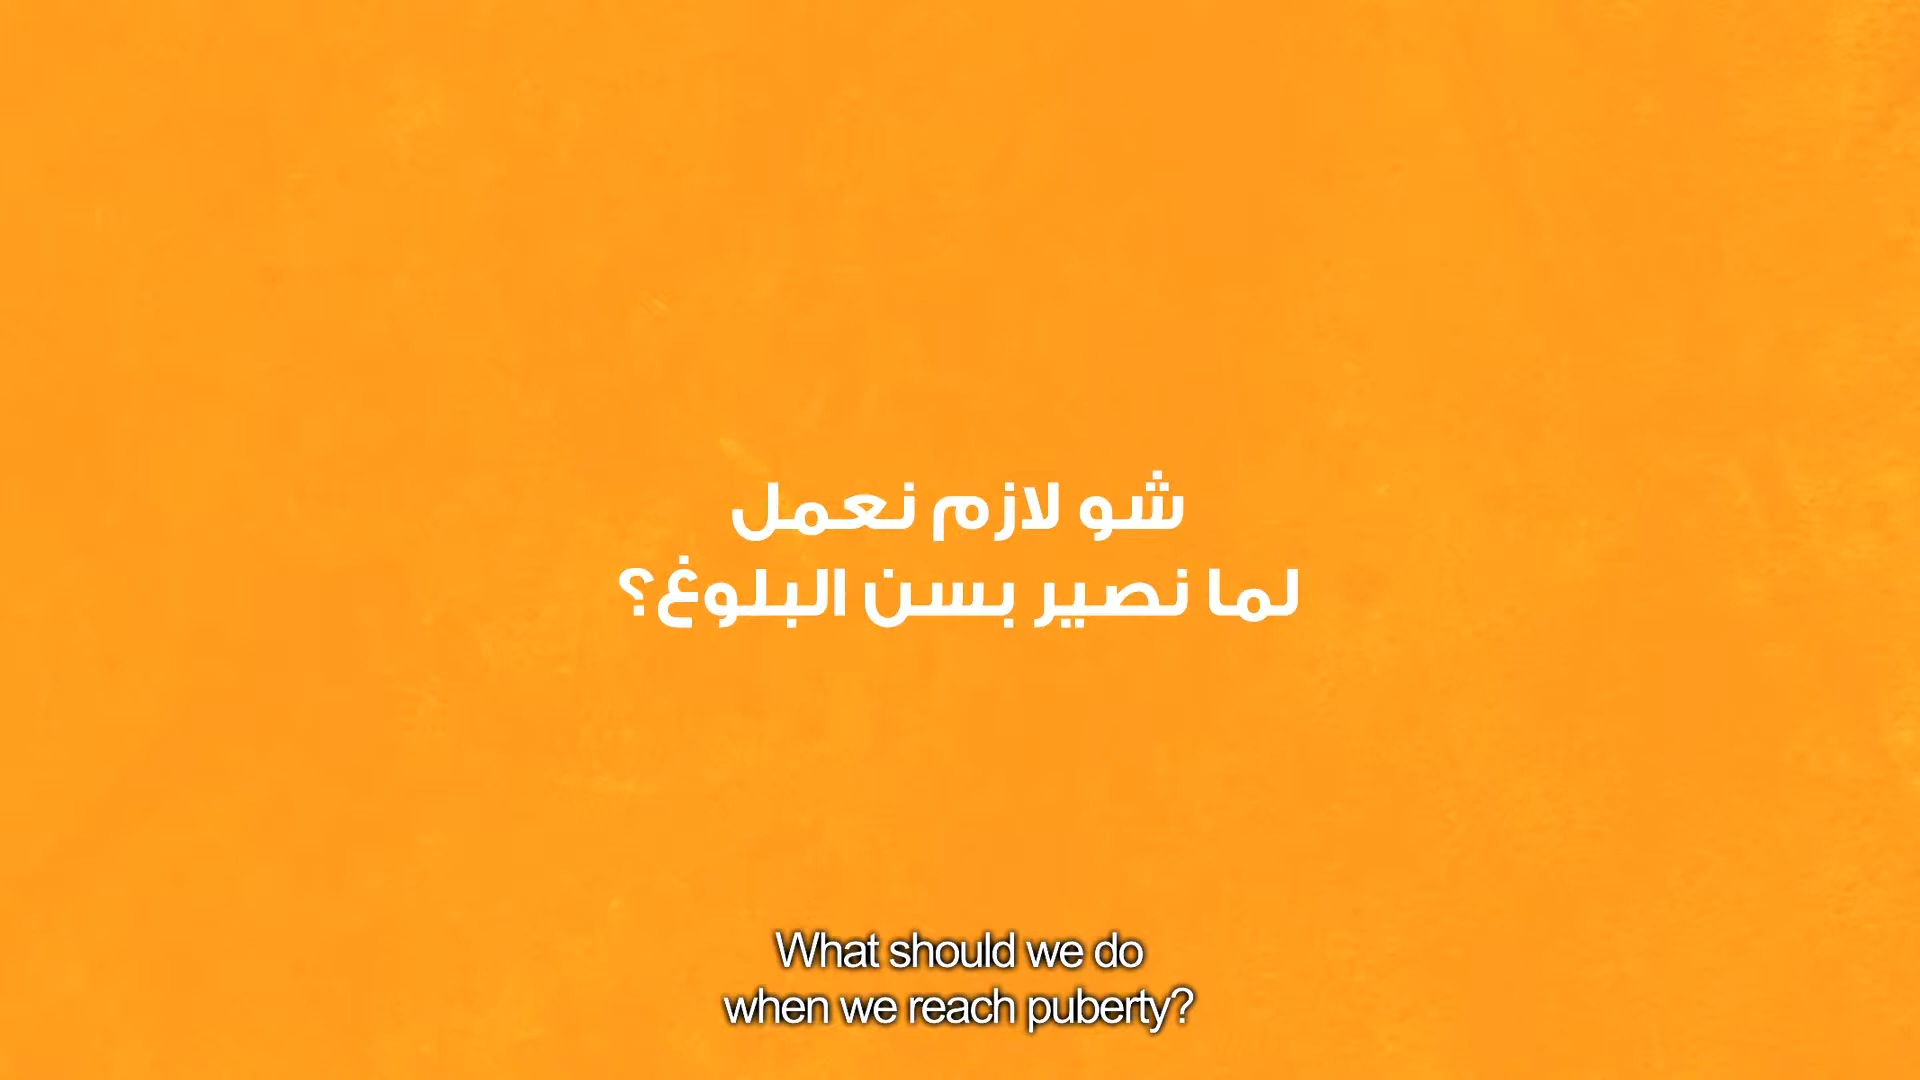 شو لازم نعمل
لما نصير بسن البلوغ؟
What should we do
when we reach puberty?